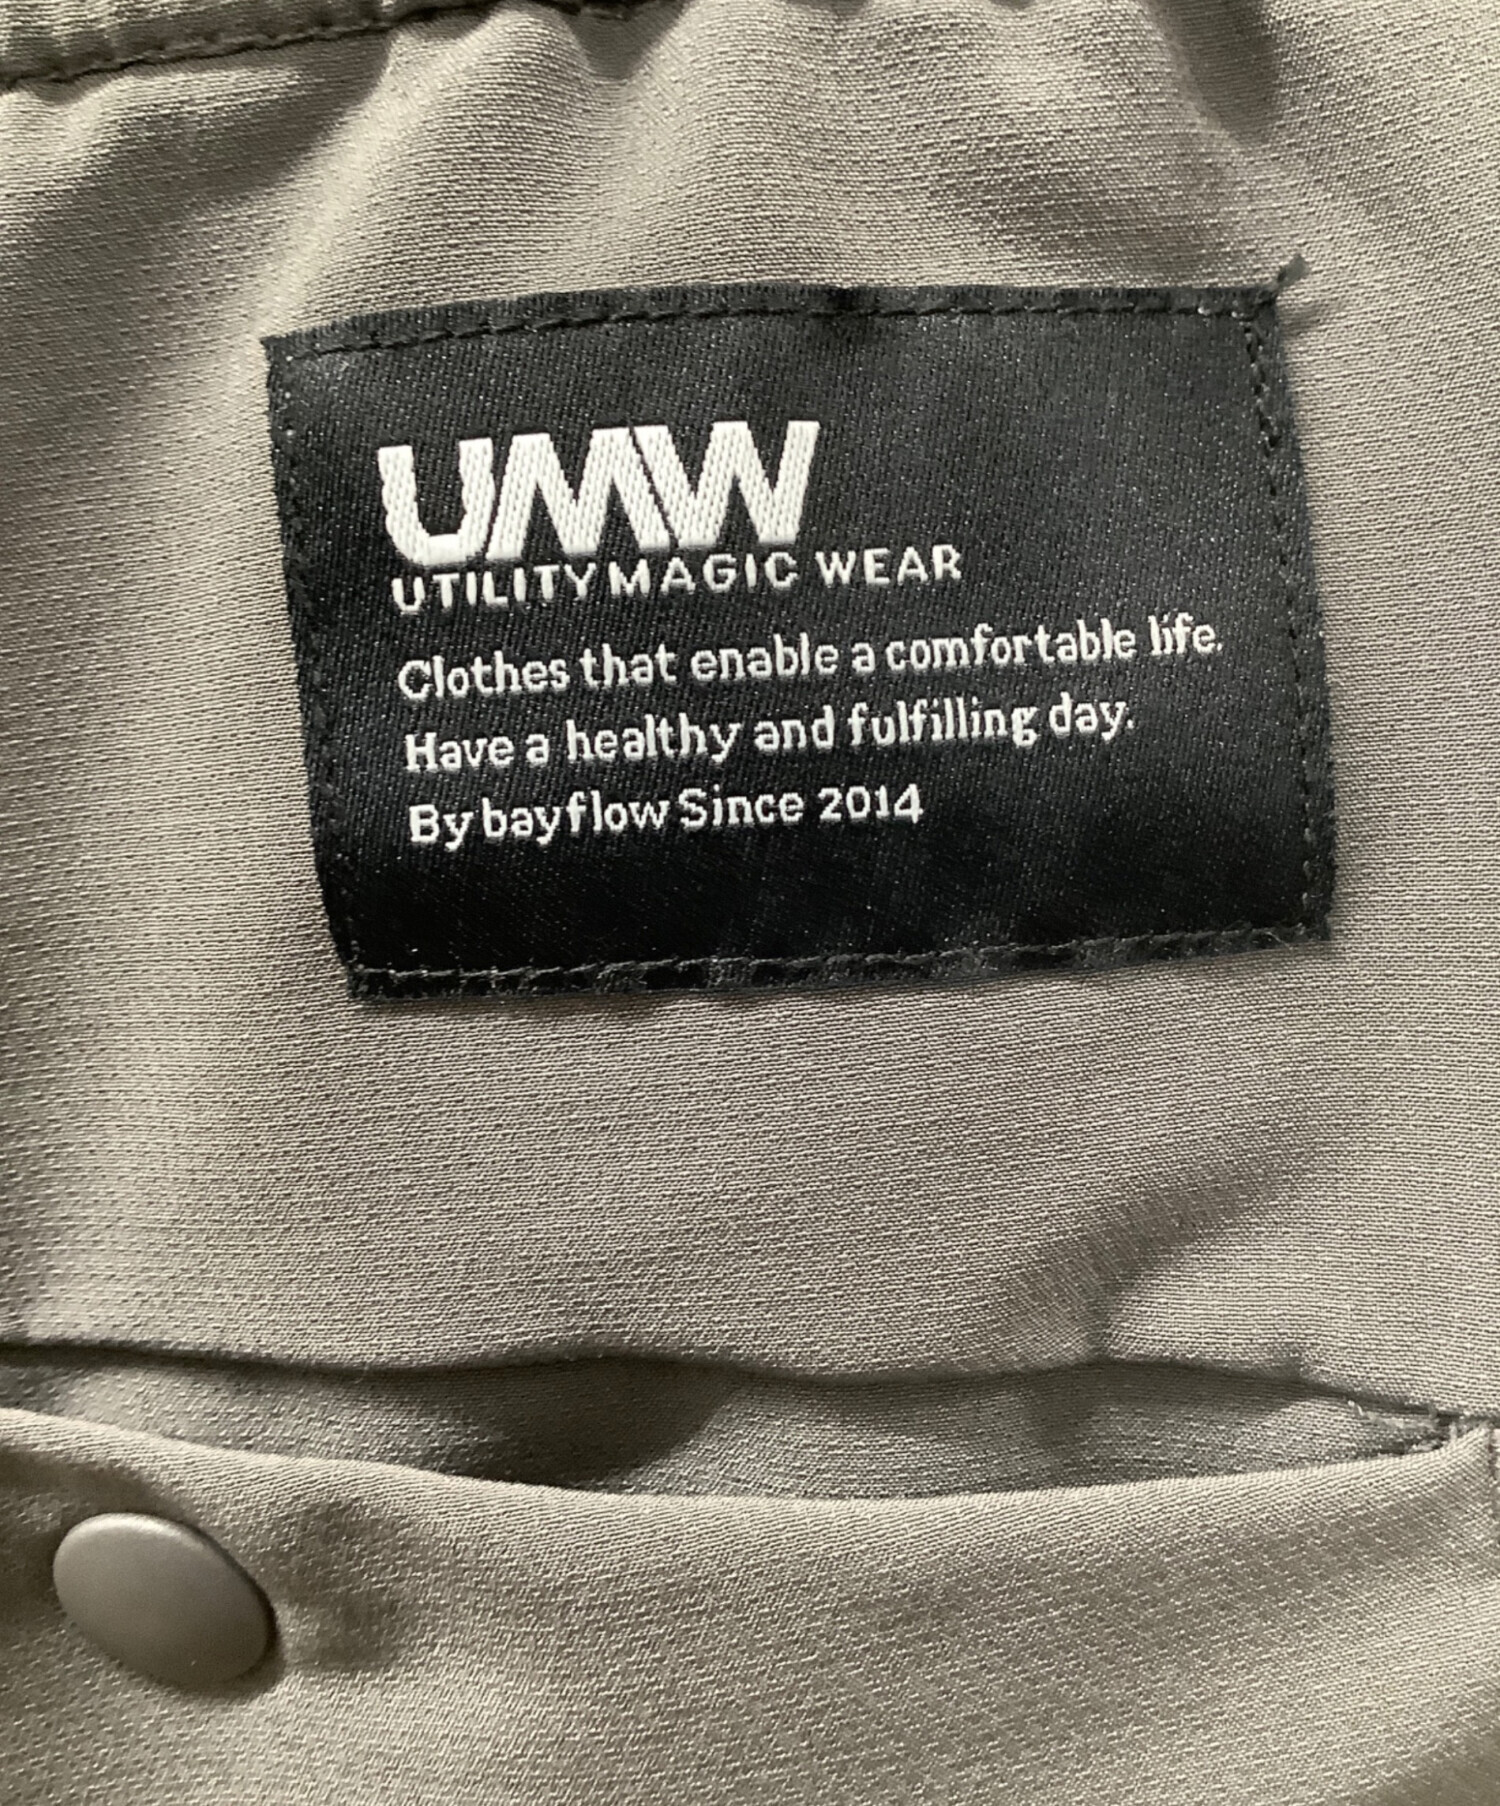 UMW
UTILITY MAGIC WEAR
Clothes that enable a comfortable life.
Have a healthy and fulfilling day.
By bayflow Since 2014